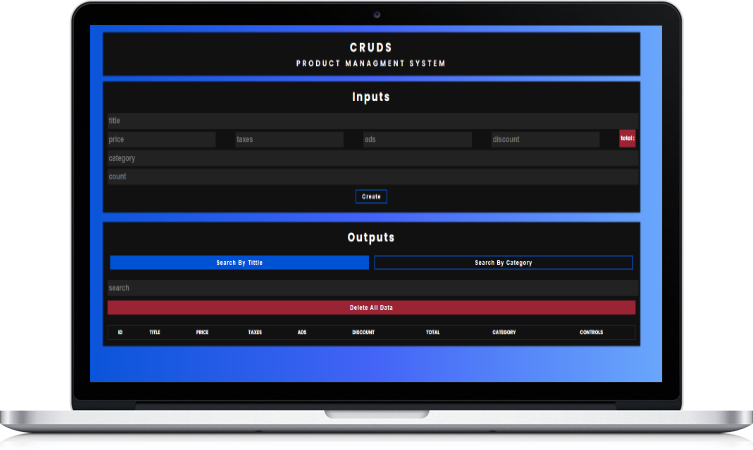 CRUDS
PRODUCT MANAGMENT SYSTEM
Inputs
title
price taxes ads discount total:
category
count
Create
Outputs
Search By Tittle Search By Category
search
Delete All Data
ID TITLE PRICE TAXES ADS DISCOUNT TOTAL CATEGORY CONTROLS